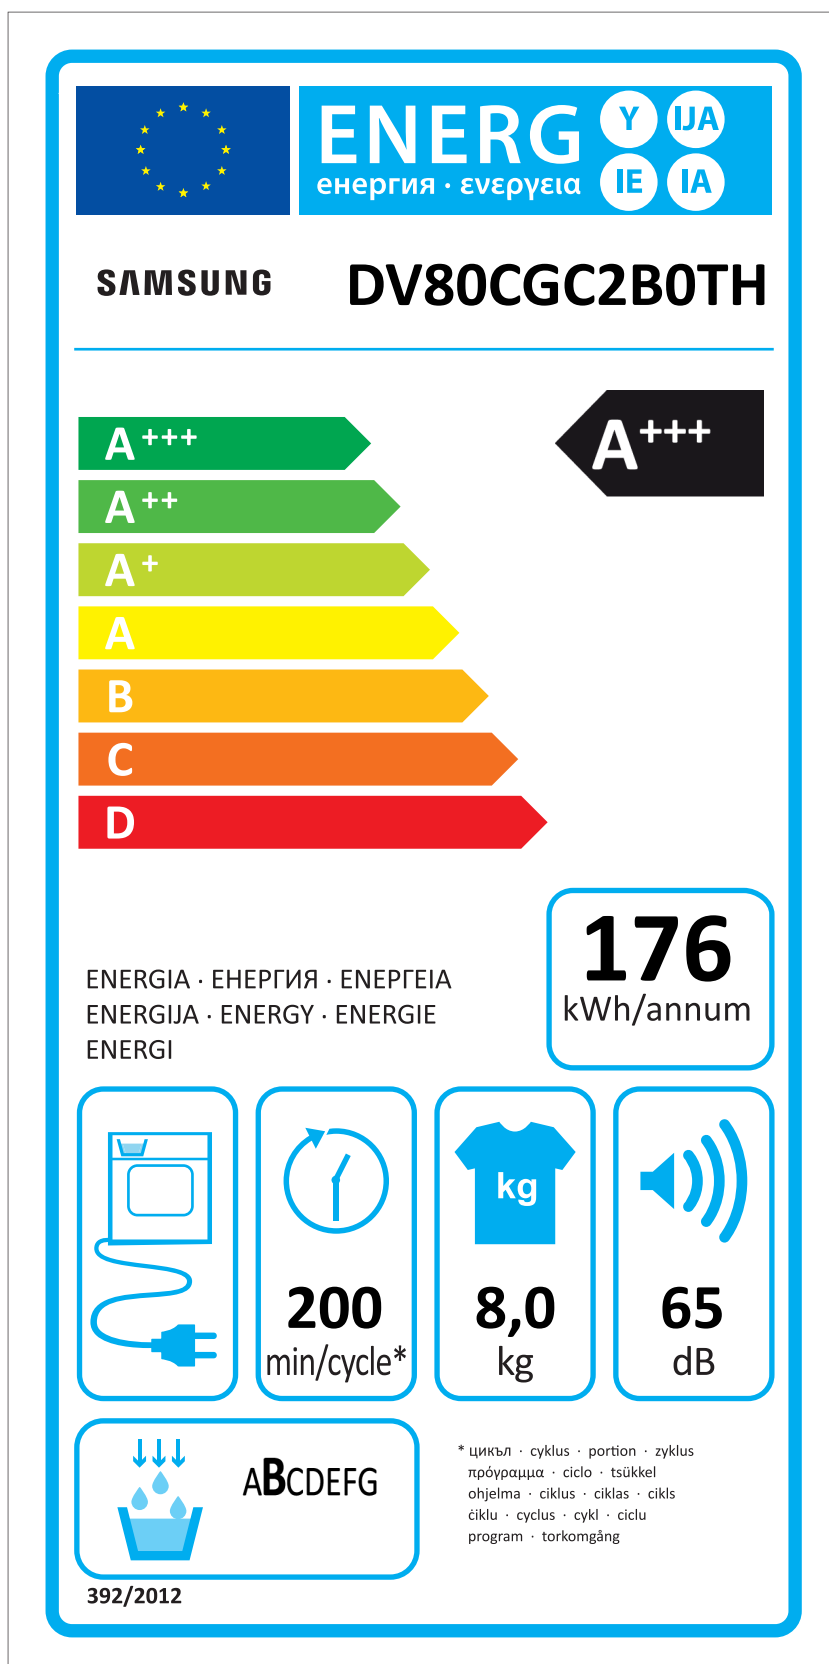 ENERG Y IJA
енергия · ενεργεια IE IA
SAMSUNG DV80CGC2B0TH
A+++ A+++
A++
A+
A
B
C
D
176
kWh/annum
ENERGIA · ЕНЕРГИЯ · ΕΝΕΡΓΕΙΑ
ENERGIJA · ENERGY · ENERGIE
ENERGI
kg
200
min/cycle*
8,0
kg
65
dB
ABCDEFG
* цикъл · cyklus · portion · zyklus
πρόγραμμα · ciclo · tsükkel
ohjelma · ciklus · ciklas · cikls
ċiklu · cyclus · cykl · ciclu
program · torkomgång
392/2012